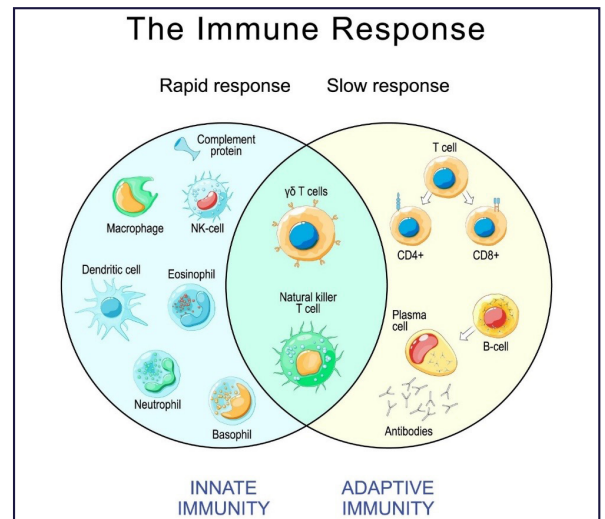 The Immune Response
Rapid response
Slow response
Complement
protein
Macrophage
NK-cell
Dendritic cell
Eosinophil
Neutrophil
Basophil
γδ T cells
Natural killer
T cell
T cell
CD4+
CD8+
Plasma
cell
B-cell
Antibodies
INNATE
IMMUNITY
ADAPTIVE
IMMUNITY